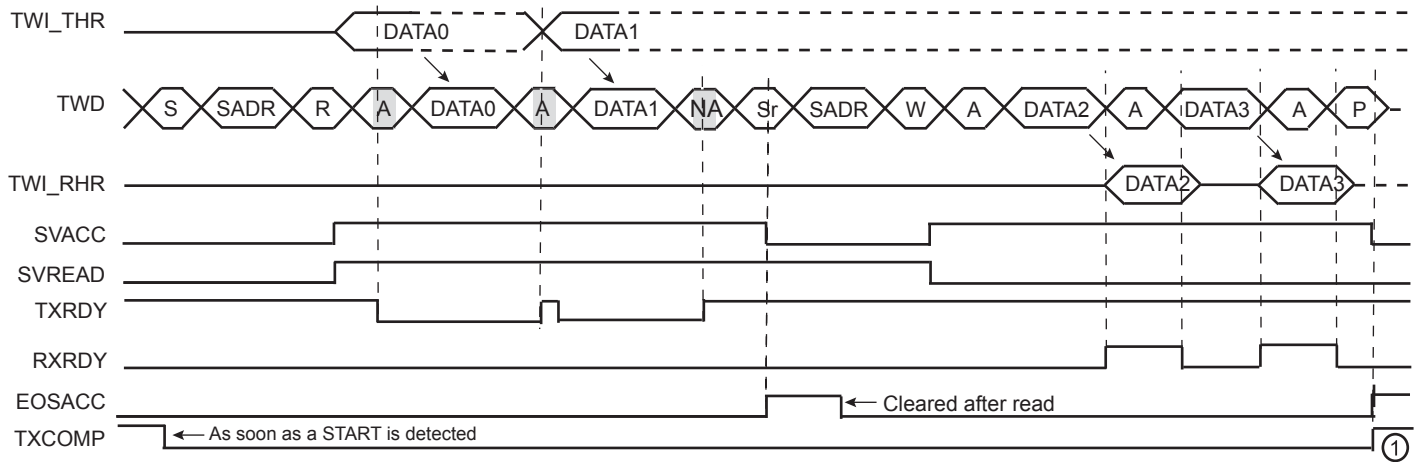 TWI_THR DATA0 DATA1
TWD S SADR R A DATA0 A DATA1 NA Sr SADR W A DATA2 A DATA3 A P
TWI_RHR DATA2 DATA3
SVACC
SVREAD
TXRDY
RXRDY
EOSACC Cleared after read
TXCOMP As soon as a START is detected 1